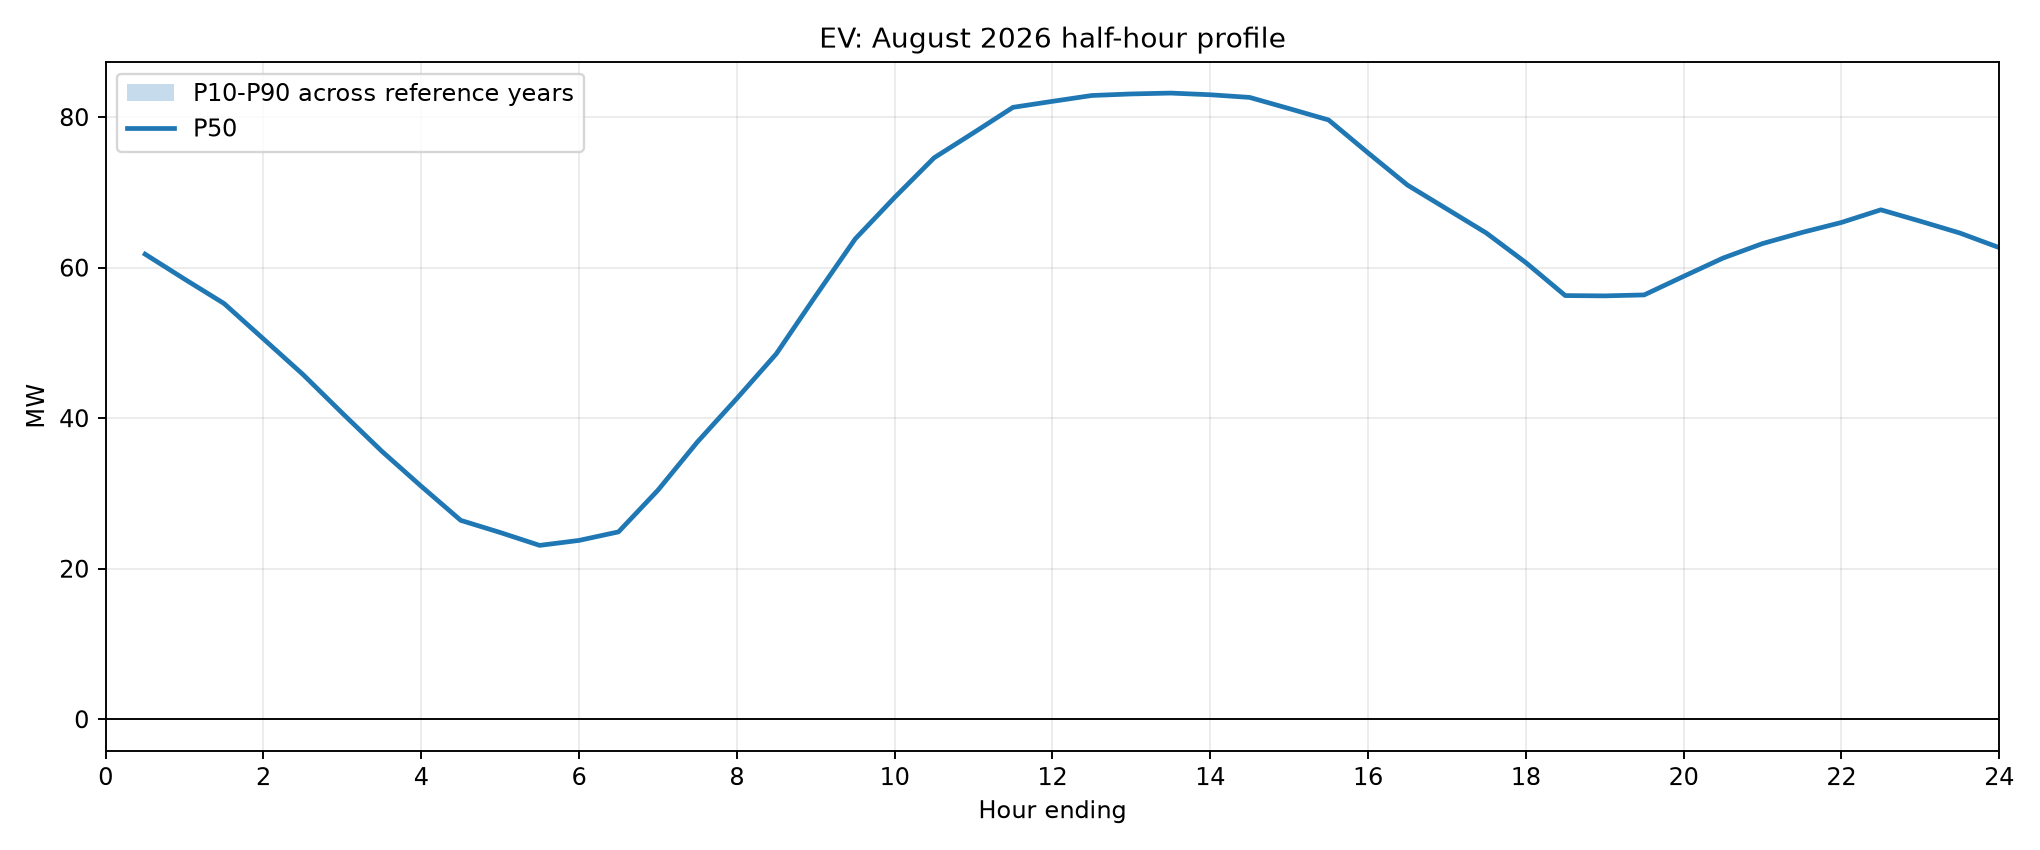 EV: August 2026 half-hour profile
P10-P90 across reference years
P50
MW
80
60
40
20
0
0 2 4 6 8 10 12 14 16 18 20 22 24
Hour ending